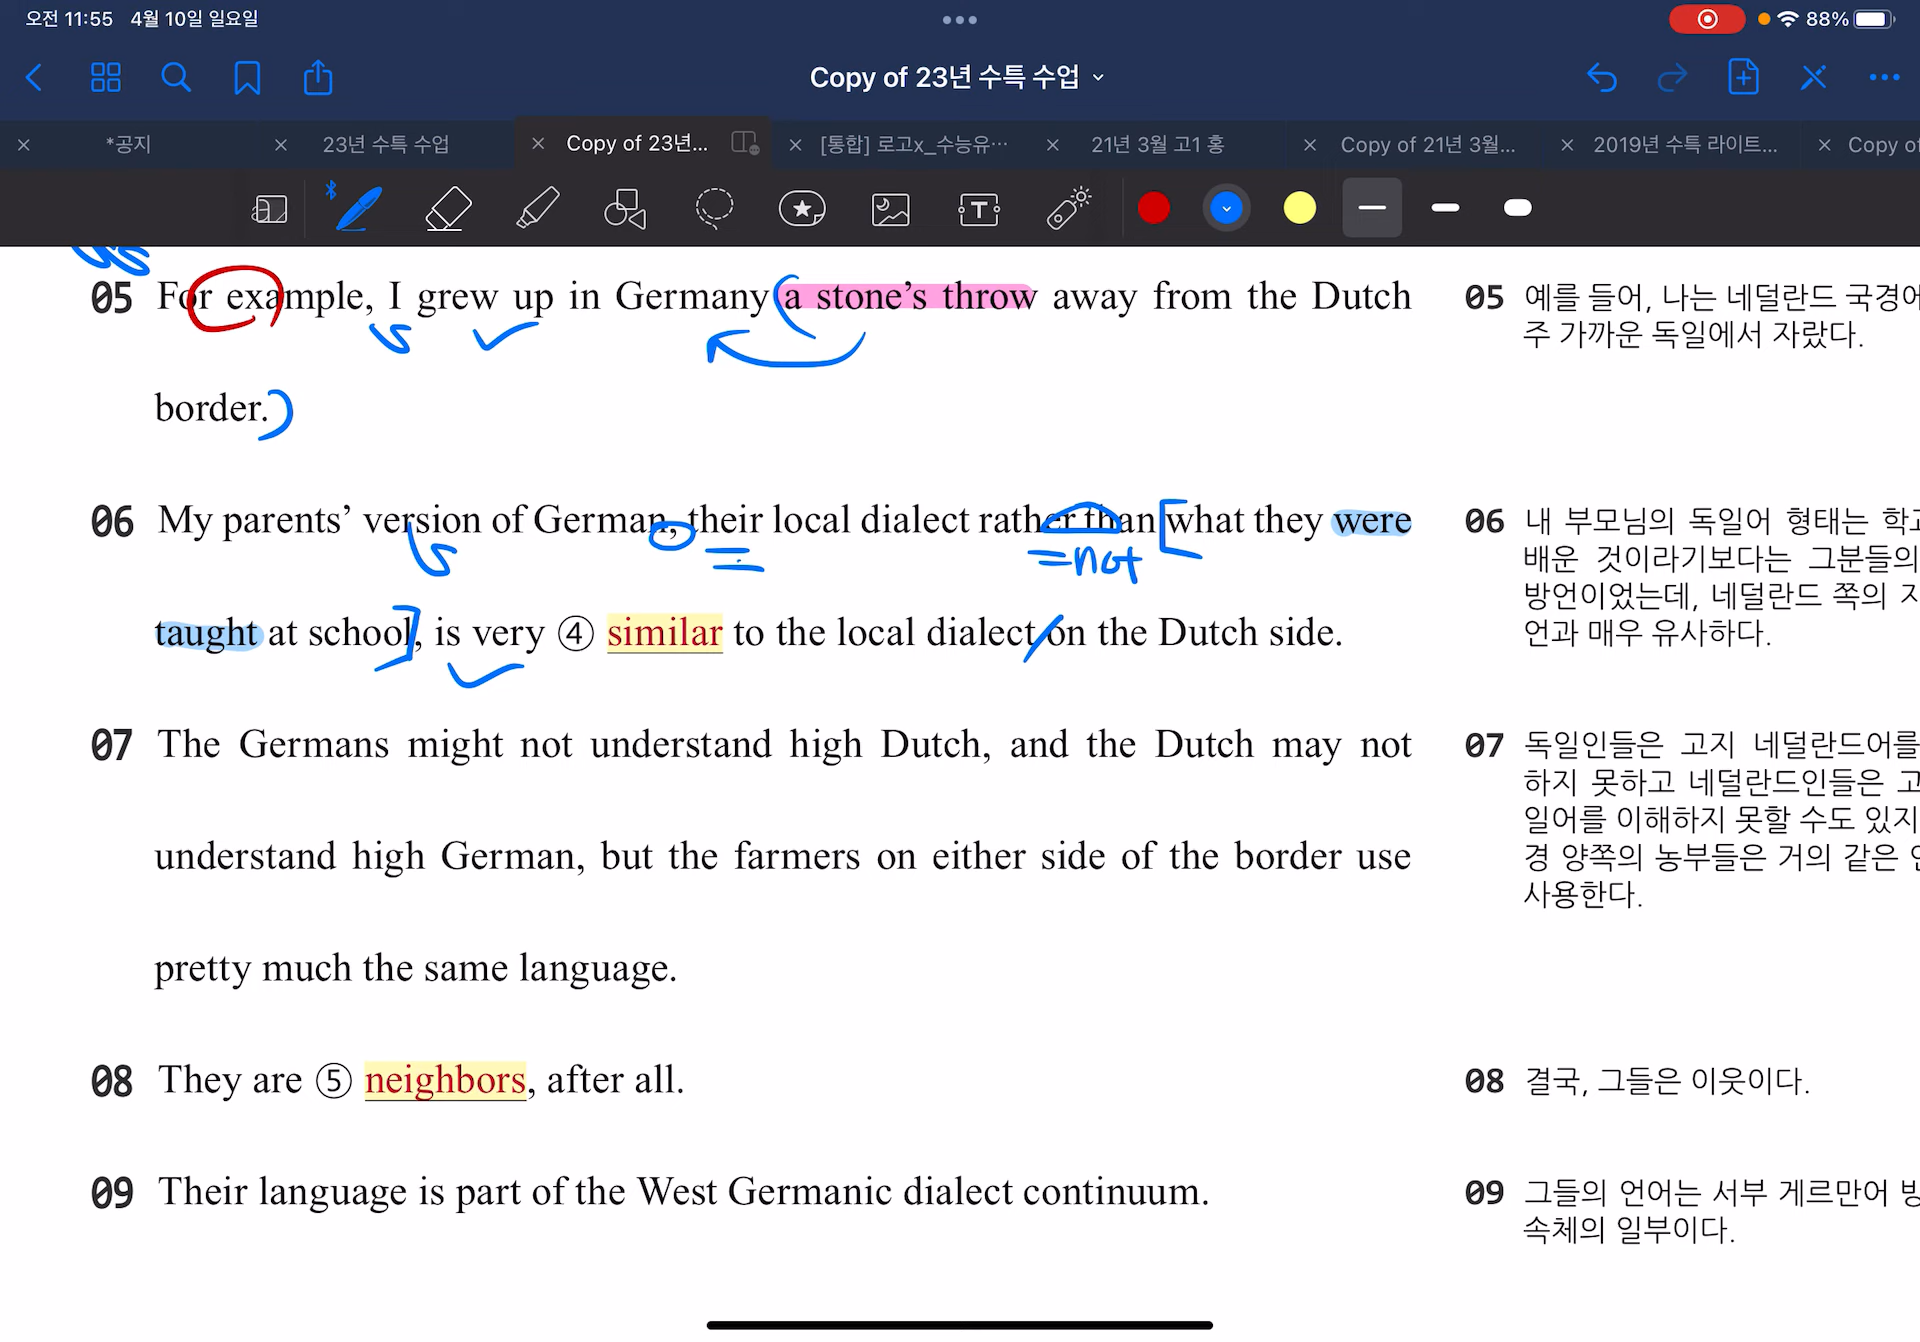 오전 11:55 4월 10일 일요일
88%
Copy of 23년 수특 수업
*공지
23년 수특 수업
Copy of 23년...
[통합] 로고x_수능유...
21년 3월 고1 홍
Copy of 21년 3월...
2019년 수특 라이트...
Copy of
05 For example, I grew up in Germany a stone's throw away from the Dutch
border.
06 My parents' version of German, their local dialect rather than what they were
=not
taught at school, is very ④ similar to the local dialect on the Dutch side.
07 The Germans might not understand high Dutch, and the Dutch may not
understand high German, but the farmers on either side of the border use
pretty much the same language.
08 They are ⑤ neighbors, after all.
09 Their language is part of the West Germanic dialect continuum.
05 예를 들어, 나는 네덜란드 국경에
주 가까운 독일에서 자랐다.
06 내 부모님의 독일어 형태는 학교
배운 것이라기보다는 그분들의
방언이었는데, 네덜란드 쪽의 지
언과 매우 유사하다.
07 독일인들은 고지 네덜란드어를
하지 못하고 네덜란드인들은 고
일어를 이해하지 못할 수도 있지
경 양쪽의 농부들은 거의 같은 언
사용한다.
08 결국, 그들은 이웃이다.
09 그들의 언어는 서부 게르만어 방
속체의 일부이다.